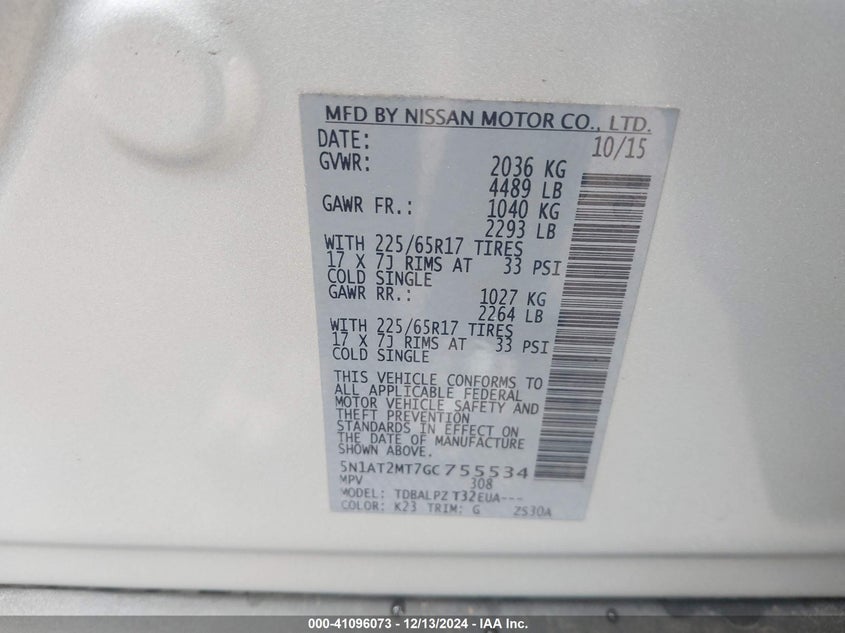 MFD BY NISSAN MOTOR CO., LTD.
DATE: 10/15
GVWR: 2036 KG
4489 LB
GAWR FR.: 1040 KG
2293 LB
WITH 225/65R17 TIRES
17 X 7J RIMS AT 33 PSI
COLD SINGLE
GAWR RR.: 1027 KG
2264 LB
WITH 225/65R17 TIRES
17 X 7J RIMS AT 33 PSI
COLD SINGLE
THIS VEHICLE CONFORMS TO
ALL APPLICABLE FEDERAL
MOTOR VEHICLE SAFETY AND
THEFT PREVENTION
STANDARDS IN EFFECT ON
THE DATE OF MANUFACTURE
SHOWN ABOVE.
5N1AT2MT7GC755534
MPV 308
MODEL: TDBALPZ T32EUA---
COLOR: K23 TRIM: G 2S30A
000-41096073 - 12/13/2024 - IAA Inc.